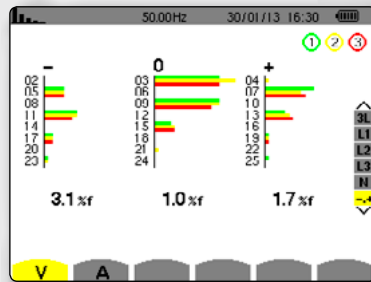 50.00Hz 30/01/13 16:30
1 2 3
- 0 +
02 03 04
05 06 07
08 09 10
11 12 13
14 15 16
17 18 19
20 21 22
23 24 25
3.1 %f 1.0 %f 1.7 %f
3L
L1
L2
L3
N
-.+
V A